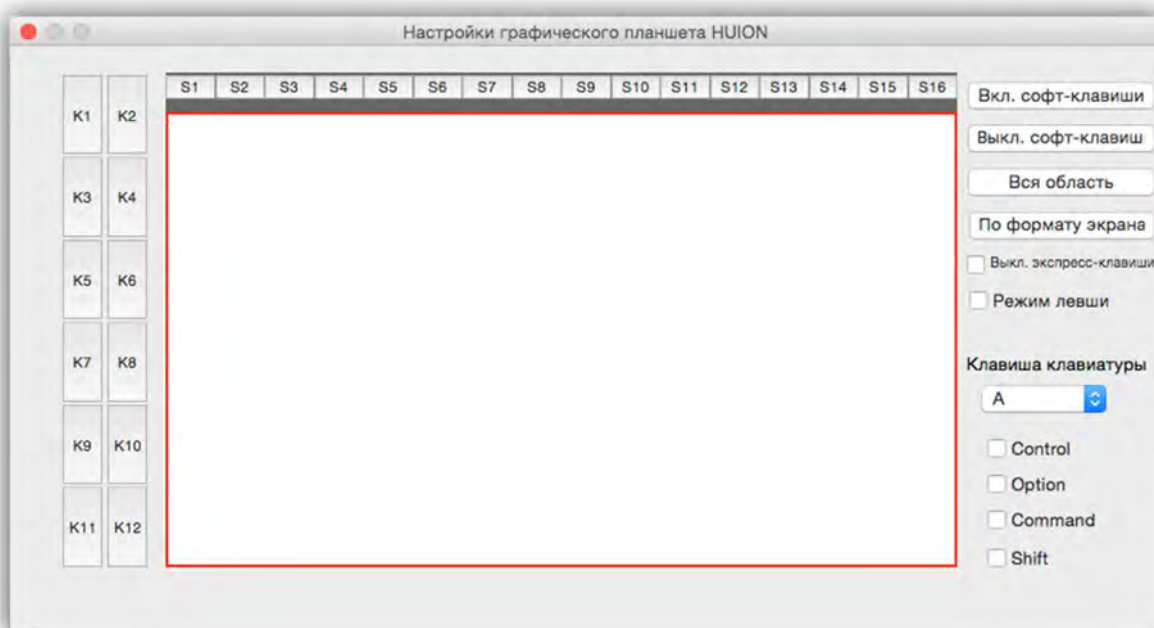 Настройки графического планшета HUION
S1 S2 S3 S4 S5 S6 S7 S8 S9 S10 S11 S12 S13 S14 S15 S16
K1 K2
K3 K4
K5 K6
K7 K8
K9 K10
K11 K12
Вкл. софт-клавиши
Выкл. софт-клавиш
Вся область
По формату экрана
Выкл. экспресс-клавиши
Режим левши
Клавиша клавиатуры
A
Control
Option
Command
Shift